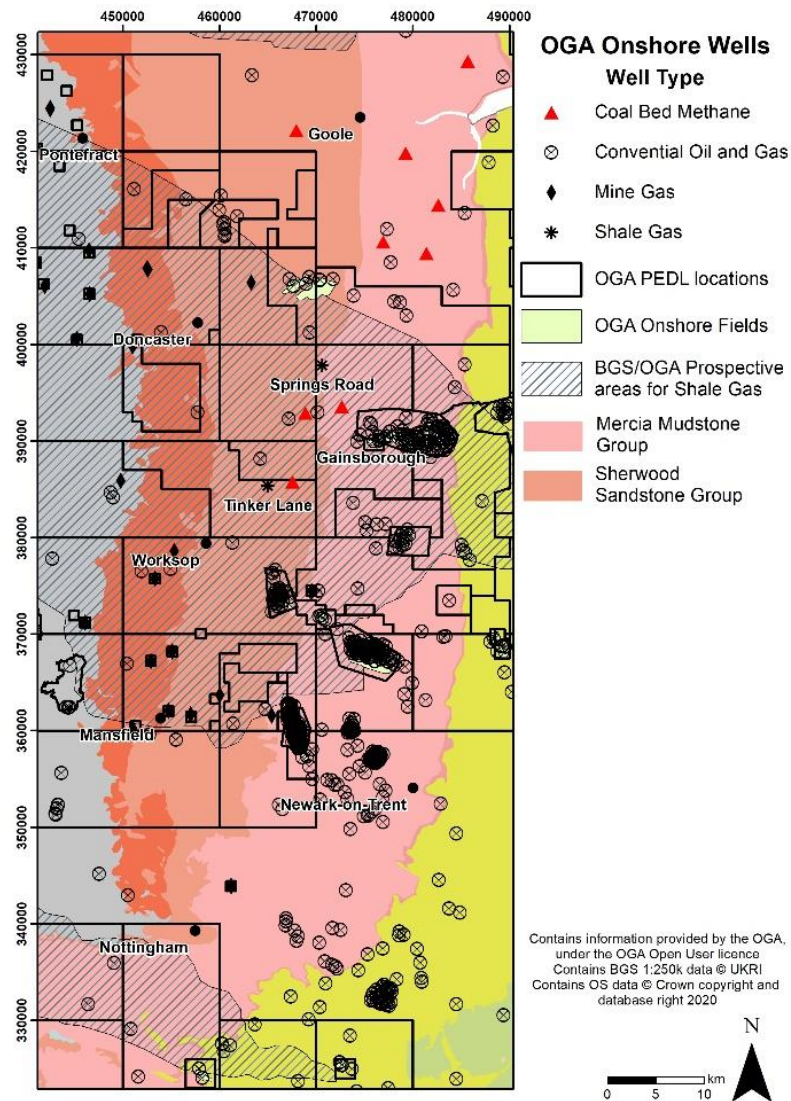 450000 460000 470000 480000 490000
430000
420000
410000
400000
390000
380000
370000
360000
350000
340000
330000
Goole
Pontefract
Doncaster
Springs Road
Gainsborough
Tinker Lane
Worksop
Mansfield
Newark-on-Trent
Nottingham
OGA Onshore Wells
Well Type
Coal Bed Methane
Convential Oil and Gas
Mine Gas
Shale Gas
OGA PEDL locations
OGA Onshore Fields
BGS/OGA Prospective
areas for Shale Gas
Mercia Mudstone
Group
Sherwood
Sandstone Group
Contains information provided by the OGA,
under the OGA Open User licence
Contains BGS 1:250k data © UKRI
Contains OS data © Crown copyright and
database right 2020
N
km
0 5 10